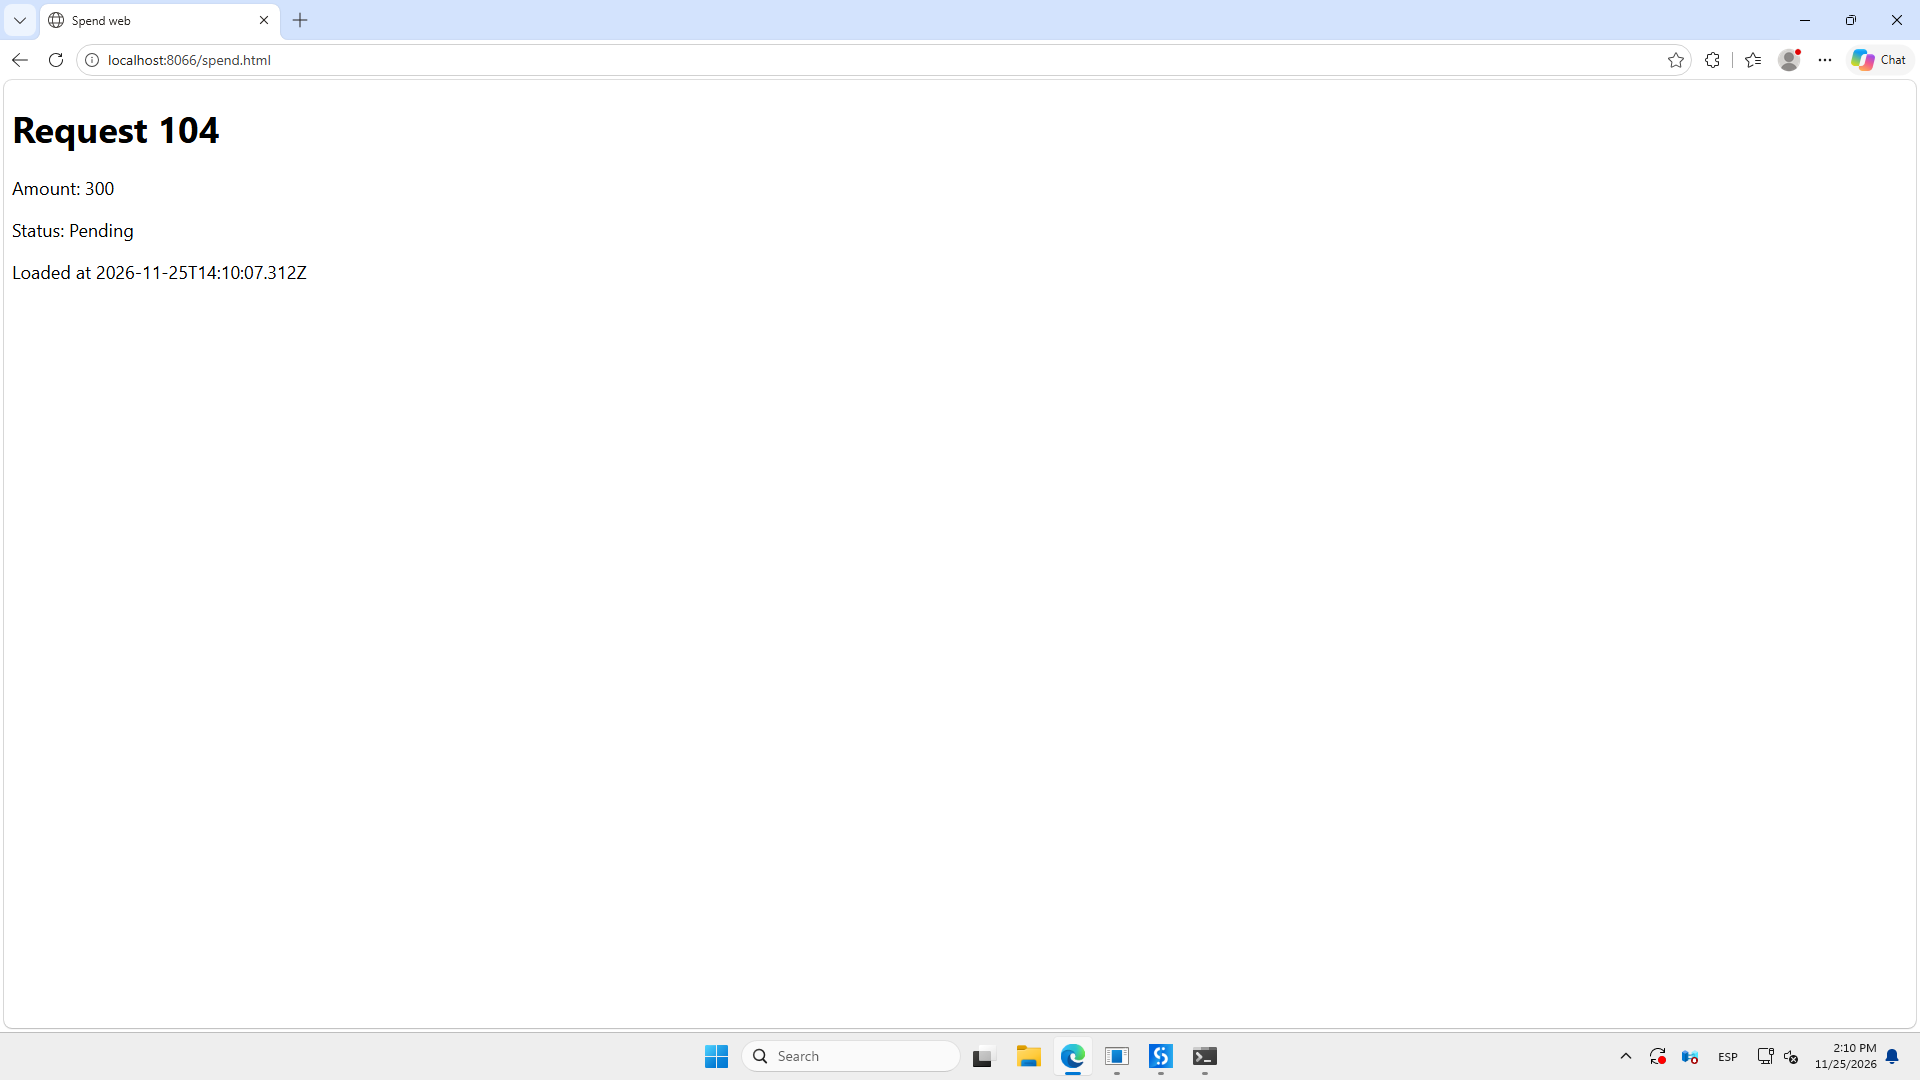 Spend web
localhost:8066/spend.html
Chat
Request 104
Amount: 300
Status: Pending
Loaded at 2026-11-25T14:10:07.312Z
Search
ESP
2:10 PM
11/25/2026